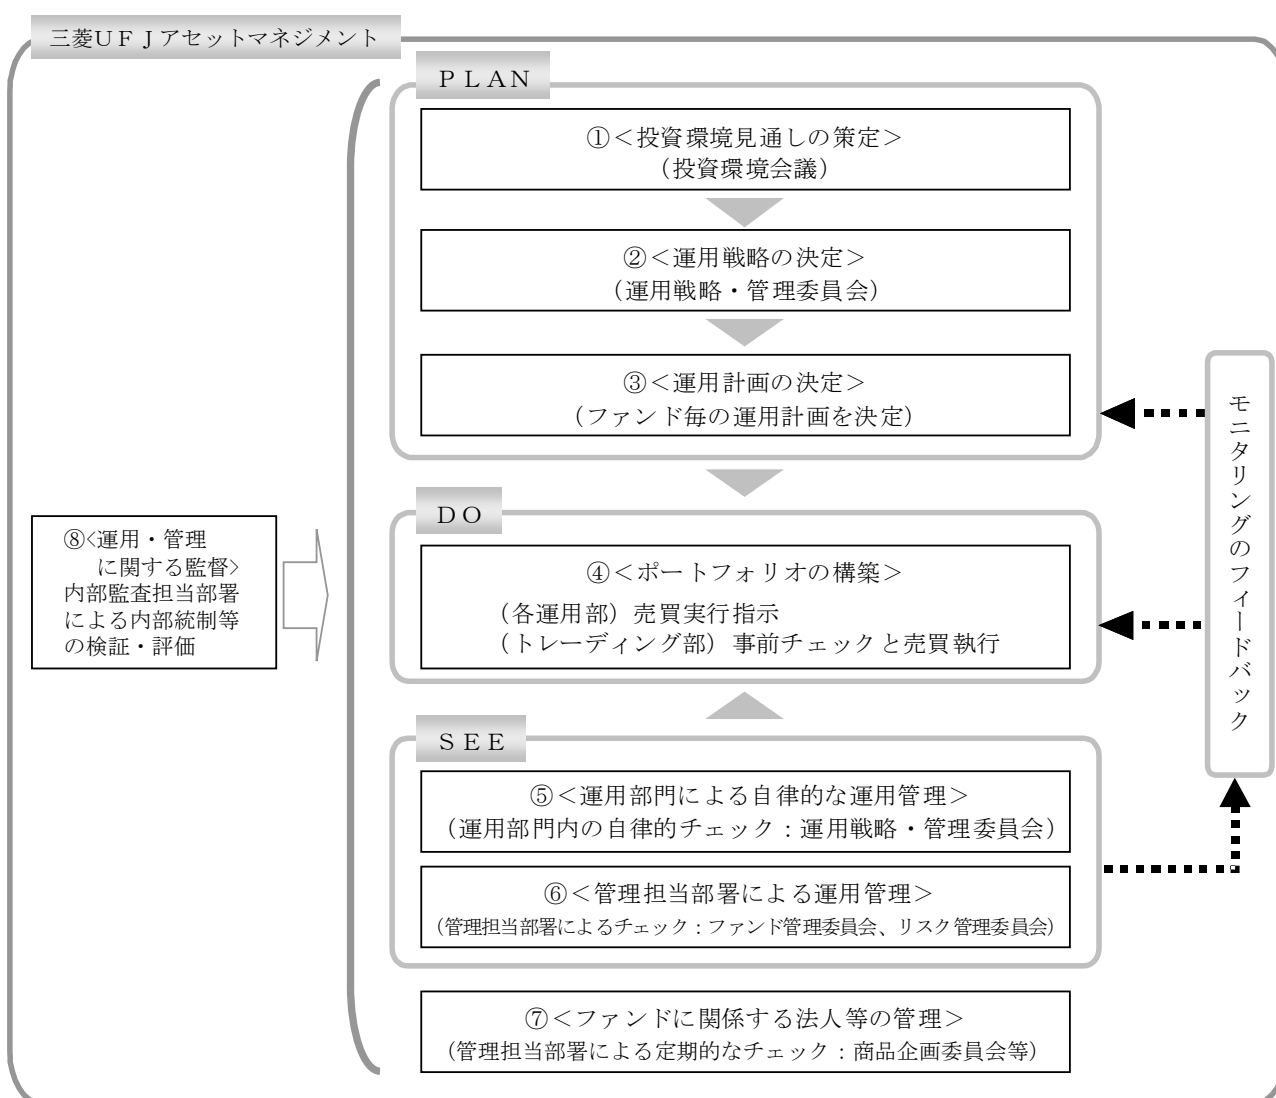 三菱ＵＦＪアセットマネジメント
ＰＬＡＮ
①＜投資環境見通しの策定＞
（投資環境会議）
②＜運用戦略の決定＞
（運用戦略・管理委員会）
③＜運用計画の決定＞
（ファンド毎の運用計画を決定）
ＤＯ
④＜ポートフォリオの構築＞
（各運用部）売買実行指示
（トレーディング部）事前チェックと売買執行
ＳＥＥ
⑤＜運用部門による自律的な運用管理＞
（運用部門内の自律的チェック：運用戦略・管理委員会）
⑥＜管理担当部署による運用管理＞
（管理担当部署によるチェック：ファンド管理委員会、リスク管理委員会）
⑦＜ファンドに関係する法人等の管理＞
（管理担当部署による定期的なチェック：商品企画委員会等）
⑧<運用・管理
に関する監督>
内部監査担当部署
による内部統制等
の検証・評価
モニタリングのフィードバック